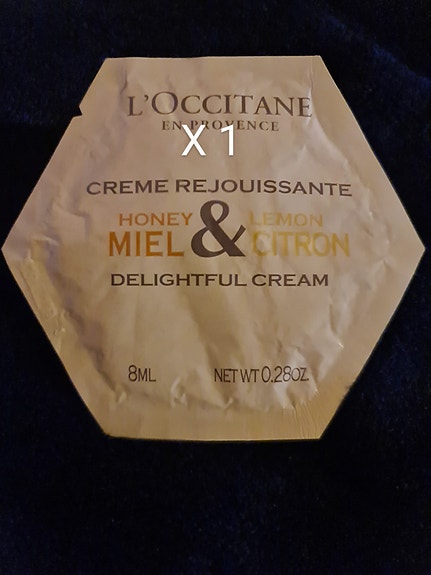 L'OCCITANE
EN PROVENCE
X 1
CREME REJOUISSANTE
HONEY & LEMON
MIEL CITRON
DELIGHTFUL CREAM
8ML NET WT 0.28OZ.